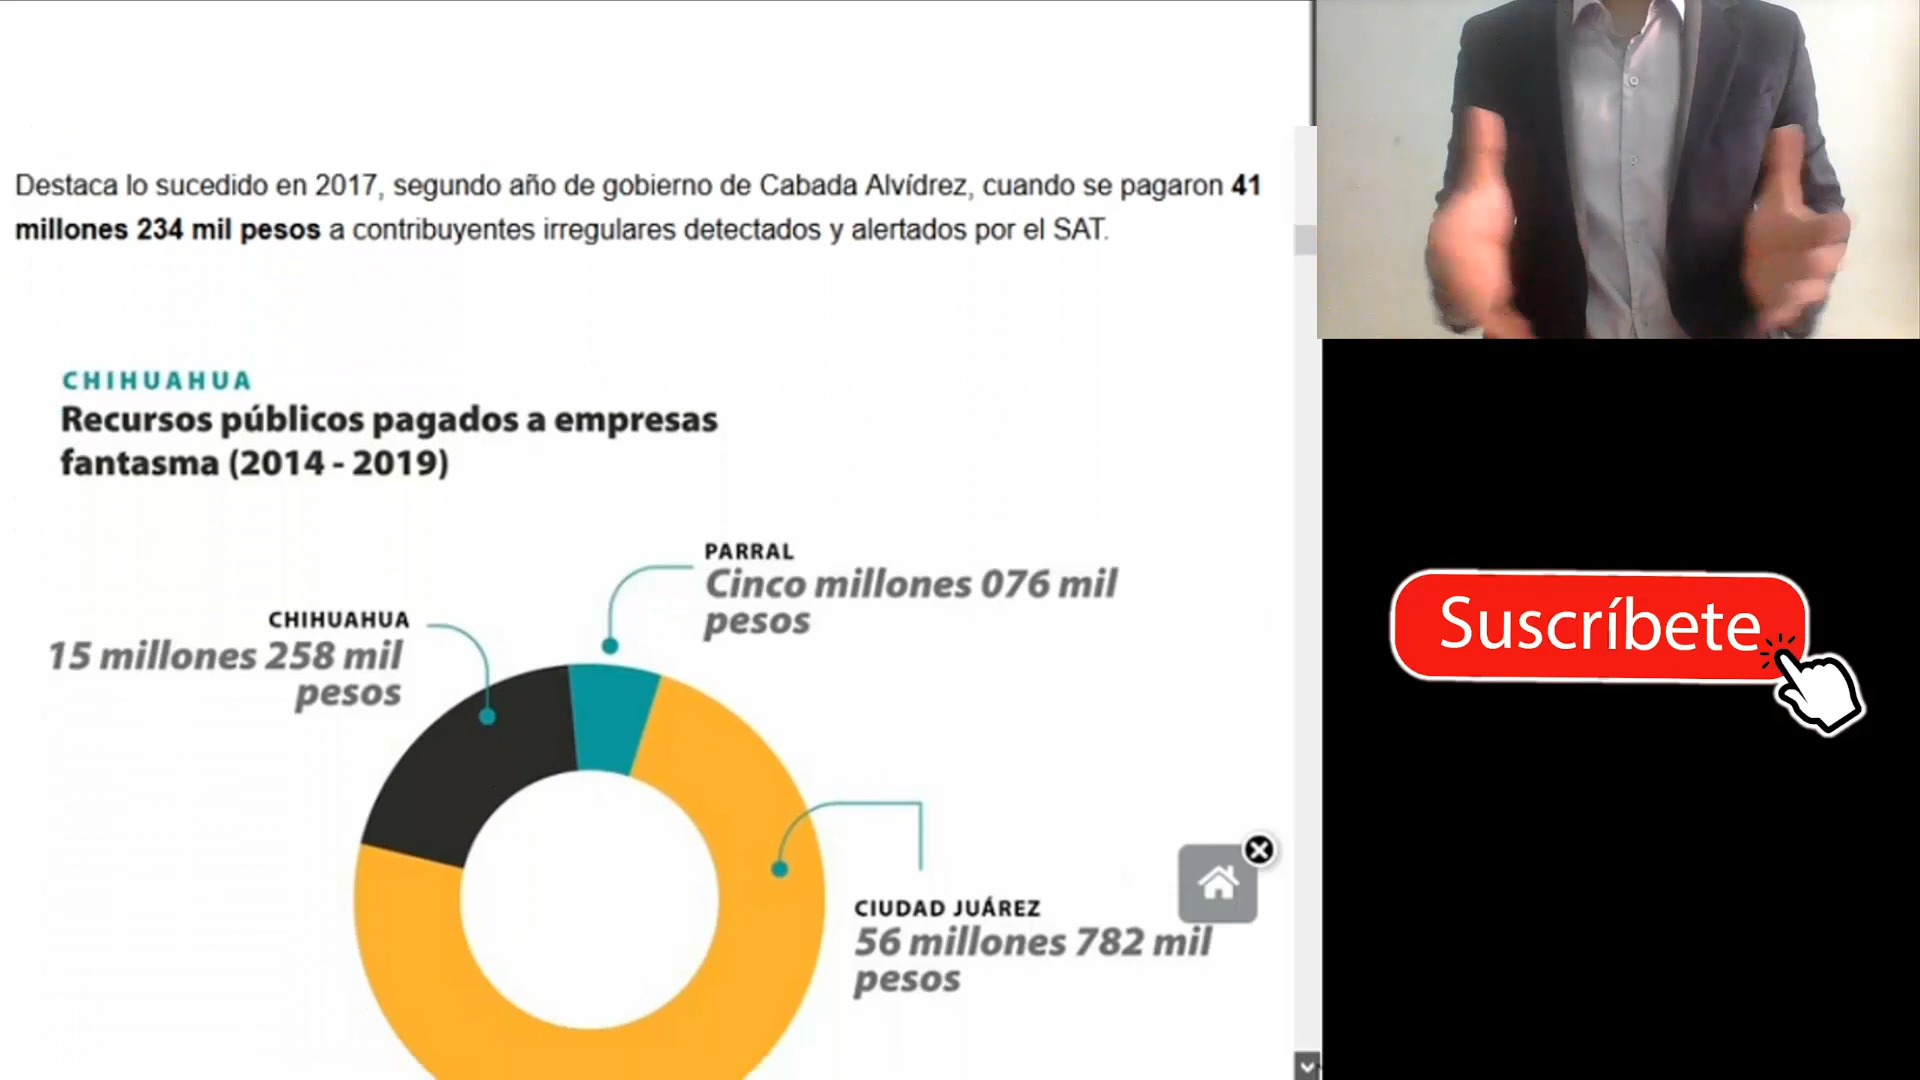 Destaca lo sucedido en 2017, segundo año de gobierno de Cabada Alvídrez, cuando se pagaron 41
millones 234 mil pesos a contribuyentes irregulares detectados y alertados por el SAT.
CHIHUAHUA
Recursos públicos pagados a empresas
fantasma (2014 - 2019)
PARRAL
Cinco millones 076 mil
pesos
CHIHUAHUA
15 millones 258 mil
pesos
CIUDAD JUÁREZ
56 millones 782 mil
pesos
Suscríbete